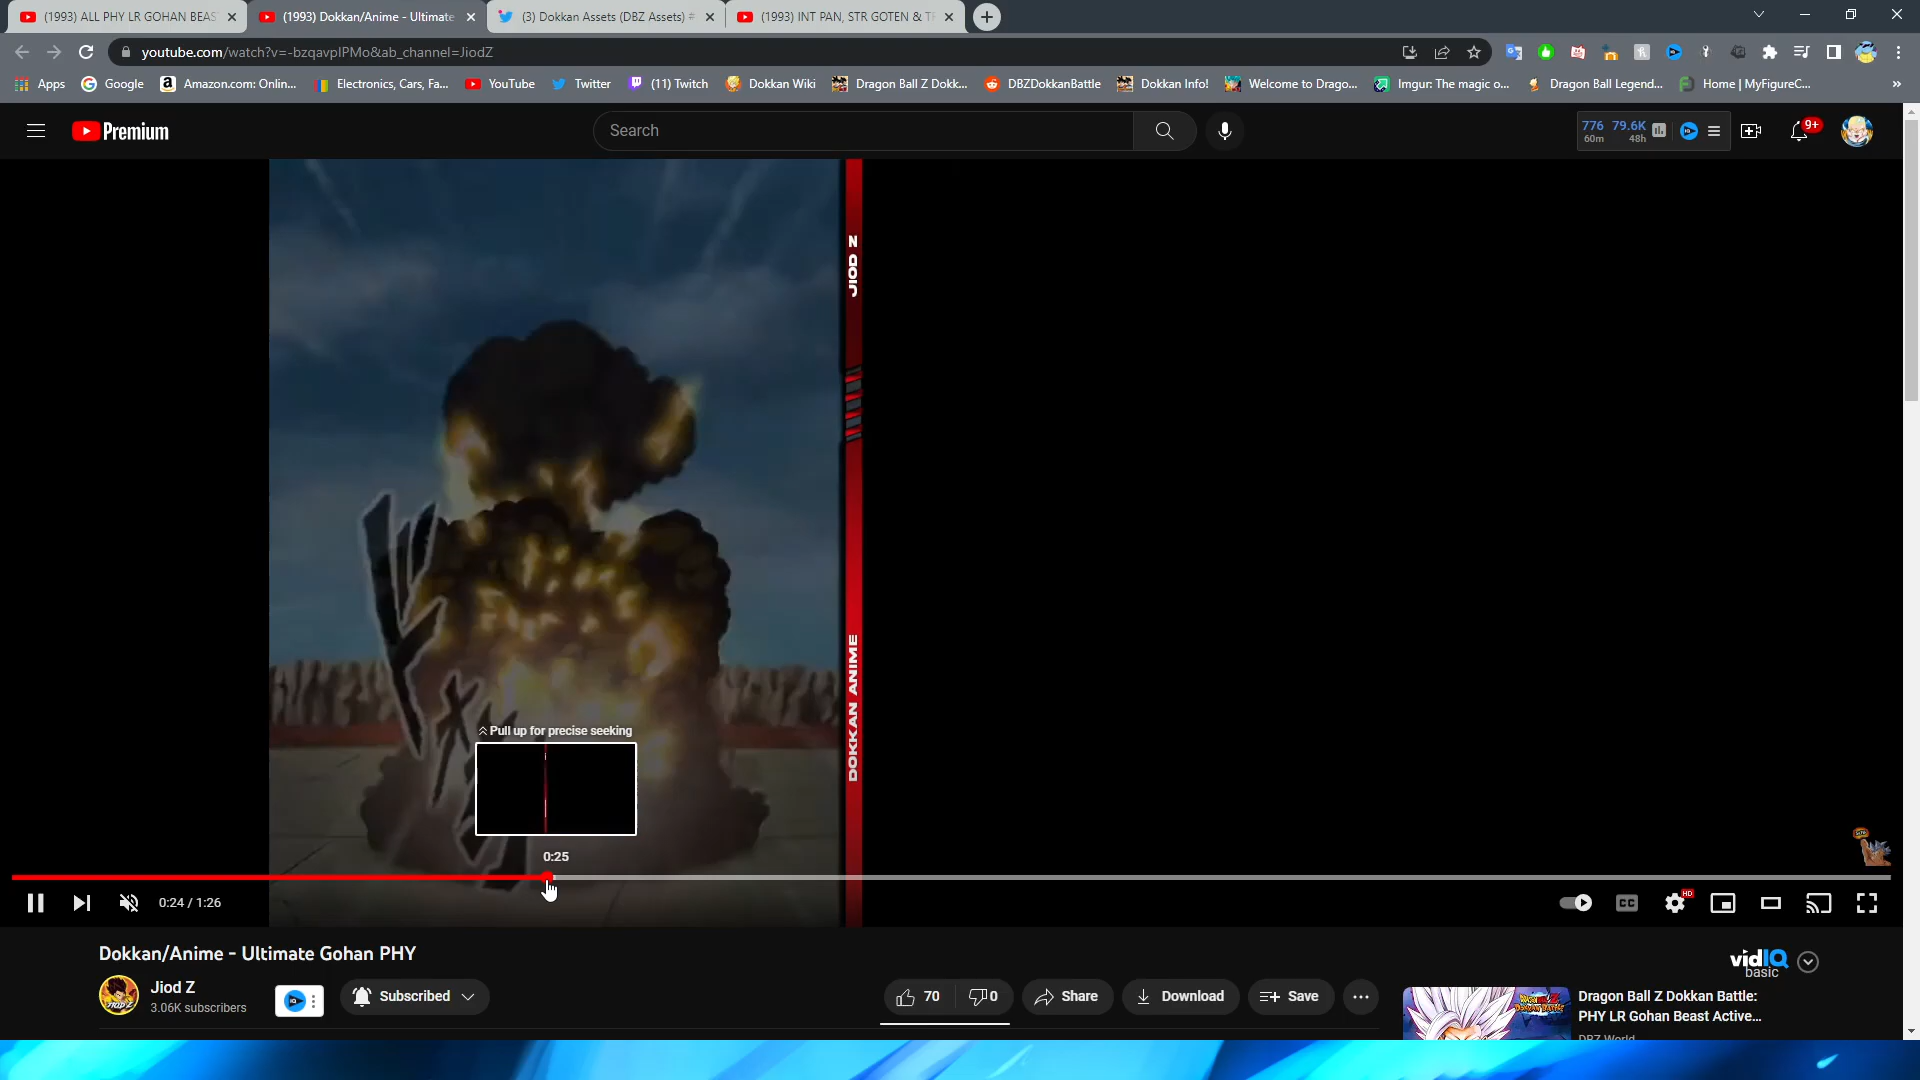 (1993) ALL PHY LR GOHAN BEAS
(1993) Dokkan/Anime - Ultimate
(3) Dokkan Assets (DBZ Assets) #
(1993) INT PAN, STR GOTEN & T
youtube.com/watch?v=-bzqavpIPMo&ab_channel=JiodZ
Apps
Google
Amazon.com: Onlin...
Electronics, Cars, Fa...
YouTube
Twitter
(11) Twitch
Dokkan Wiki
Dragon Ball Z Dokk...
DBZDokkanBattle
Dokkan Info!
Welcome to Drago...
Imgur: The magic o...
Dragon Ball Legend...
Home | MyFigureC...
Premium
Search
776 79.6K
60m 48h
9+
JIOD Z
DOKKAN ANIME
Pull up for precise seeking
0:25
0:24 / 1:26
CC
HD
Dokkan/Anime - Ultimate Gohan PHY
Jiod Z
3.06K subscribers
Subscribed
70
0
Share
Download
Save
vidIQ
basic
Dragon Ball Z Dokkan Battle:
PHY LR Gohan Beast Active...
DBZ World